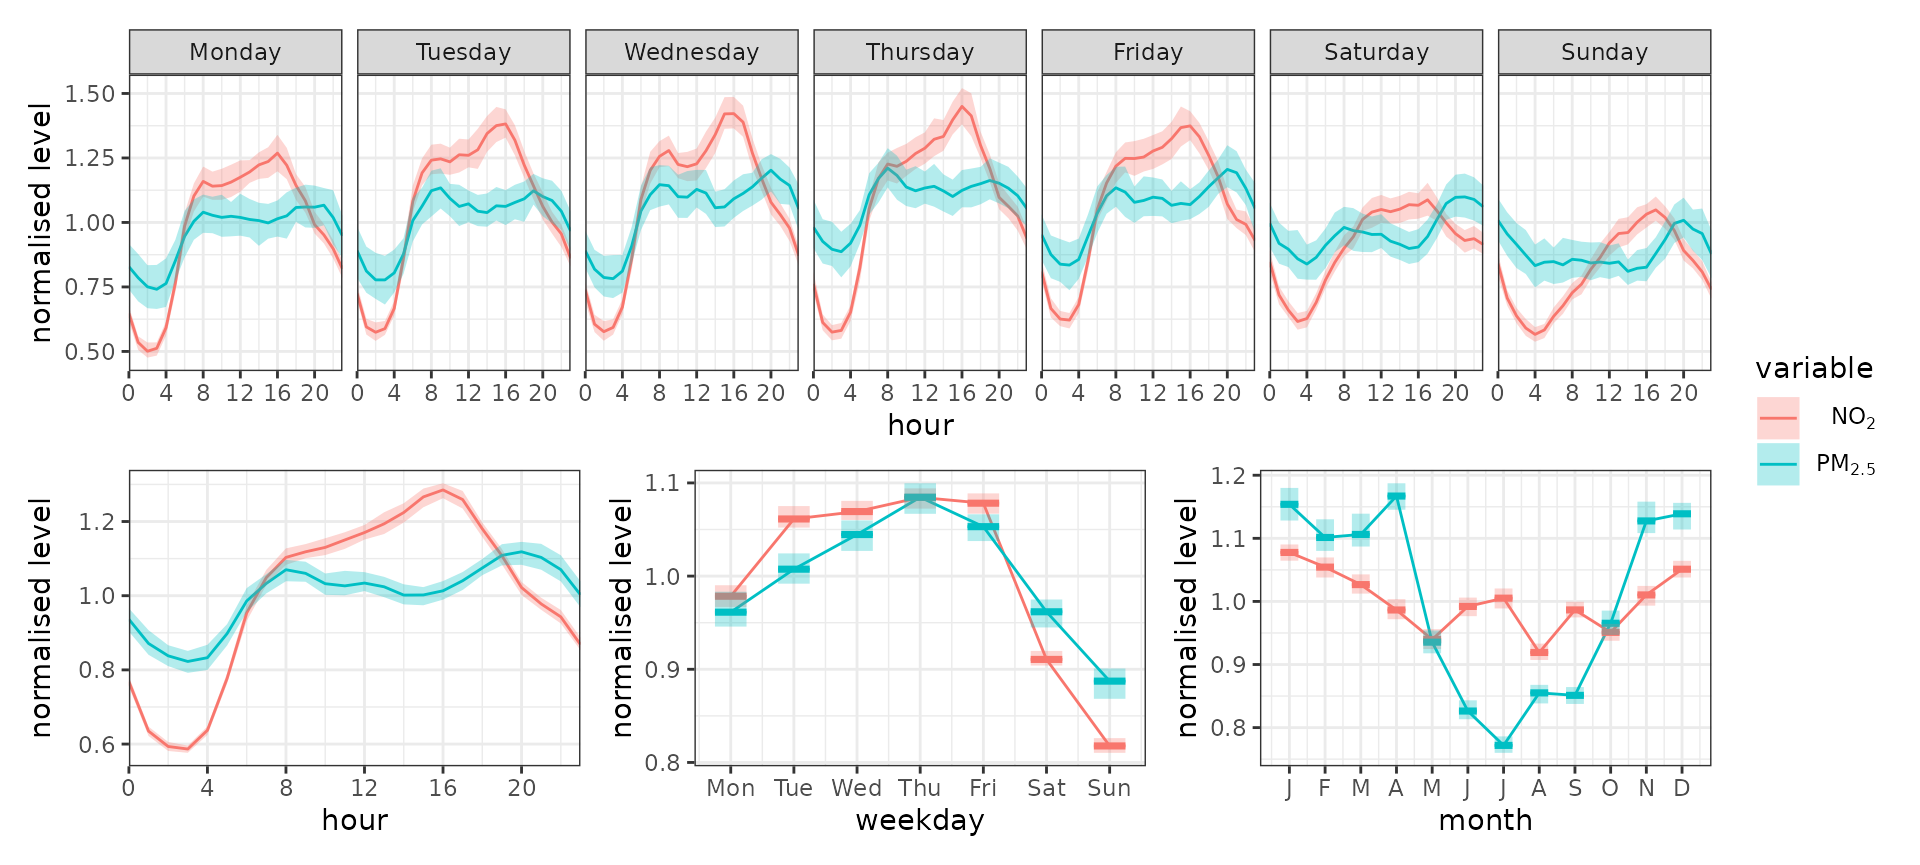 Monday Tuesday Wednesday Thursday Friday Saturday Sunday
normalised level
1.50
1.25
1.00
0.75
0.50
0 4 8 12 16 20 0 4 8 12 16 20 0 4 8 12 16 20 0 4 8 12 16 20 0 4 8 12 16 20 0 4 8 12 16 20 0 4 8 12 16 20
hour
variable
NO₂
PM₂.₅
normalised level
1.2
1.0
0.8
0.6
0 4 8 12 16 20
hour
normalised level
1.1
1.0
0.9
0.8
Mon Tue Wed Thu Fri Sat Sun
weekday
normalised level
1.2
1.1
1.0
0.9
0.8
J F M A M J J A S O N D
month